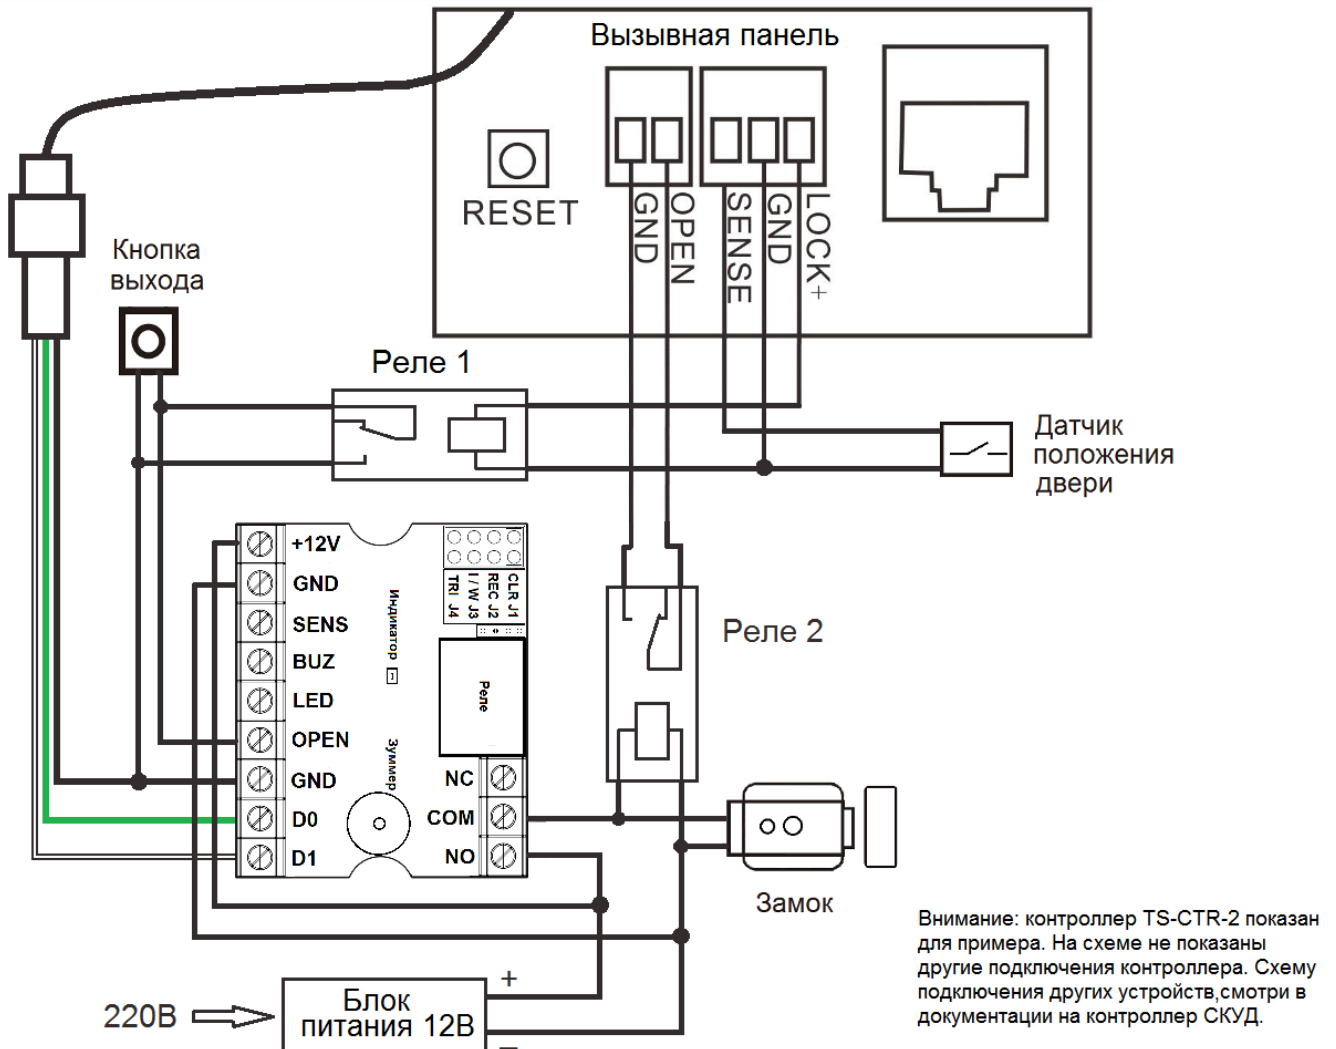 Вызывная панель
RESET
GND
OPEN
SENSE
GND
LOCK+
Кнопка
выхода
Реле 1
Датчик
положения
двери
+12V
GND
SENS
BUZ
LED
OPEN
GND
D0
D1
Индикатор
Зуммер
TRI J4
I / W J3
REC J2
CLR J1
Реле
NC
COM
NO
Реле 2
Замок
220В
Блок
питания 12В
+
–
Внимание: контроллер TS-CTR-2 показан
для примера. На схеме не показаны
другие подключения контроллера. Схему
подключения других устройств,смотри в
документации на контроллер СКУД.